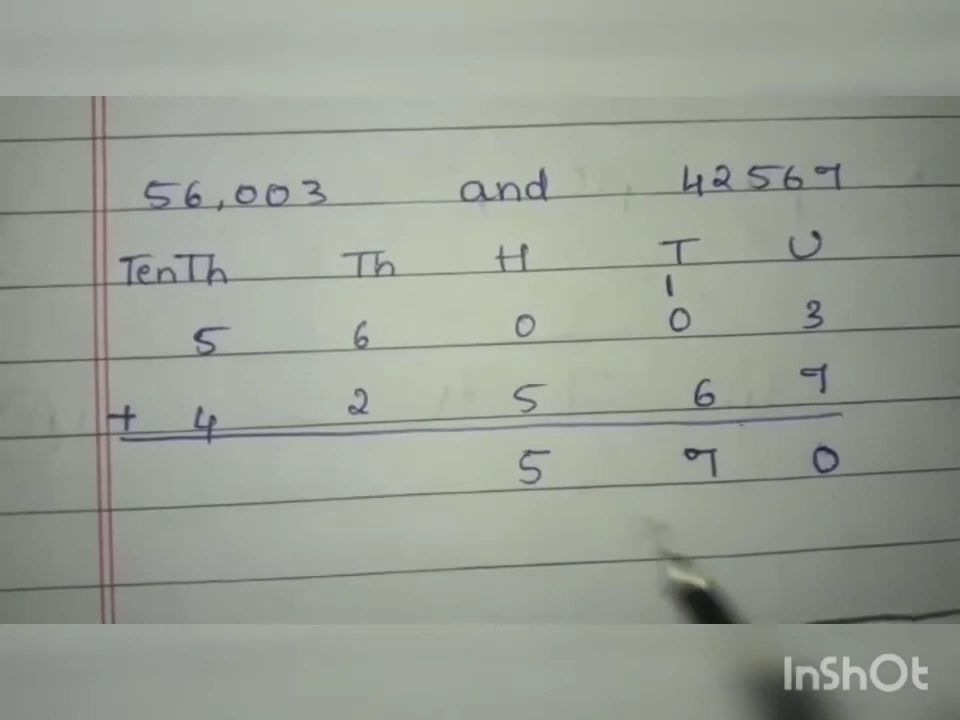 56,003 and 42567
TenTh Th H T U
1
5 6 0 0 3
+ 4 2 5 6 7
5 7 0
InShOt